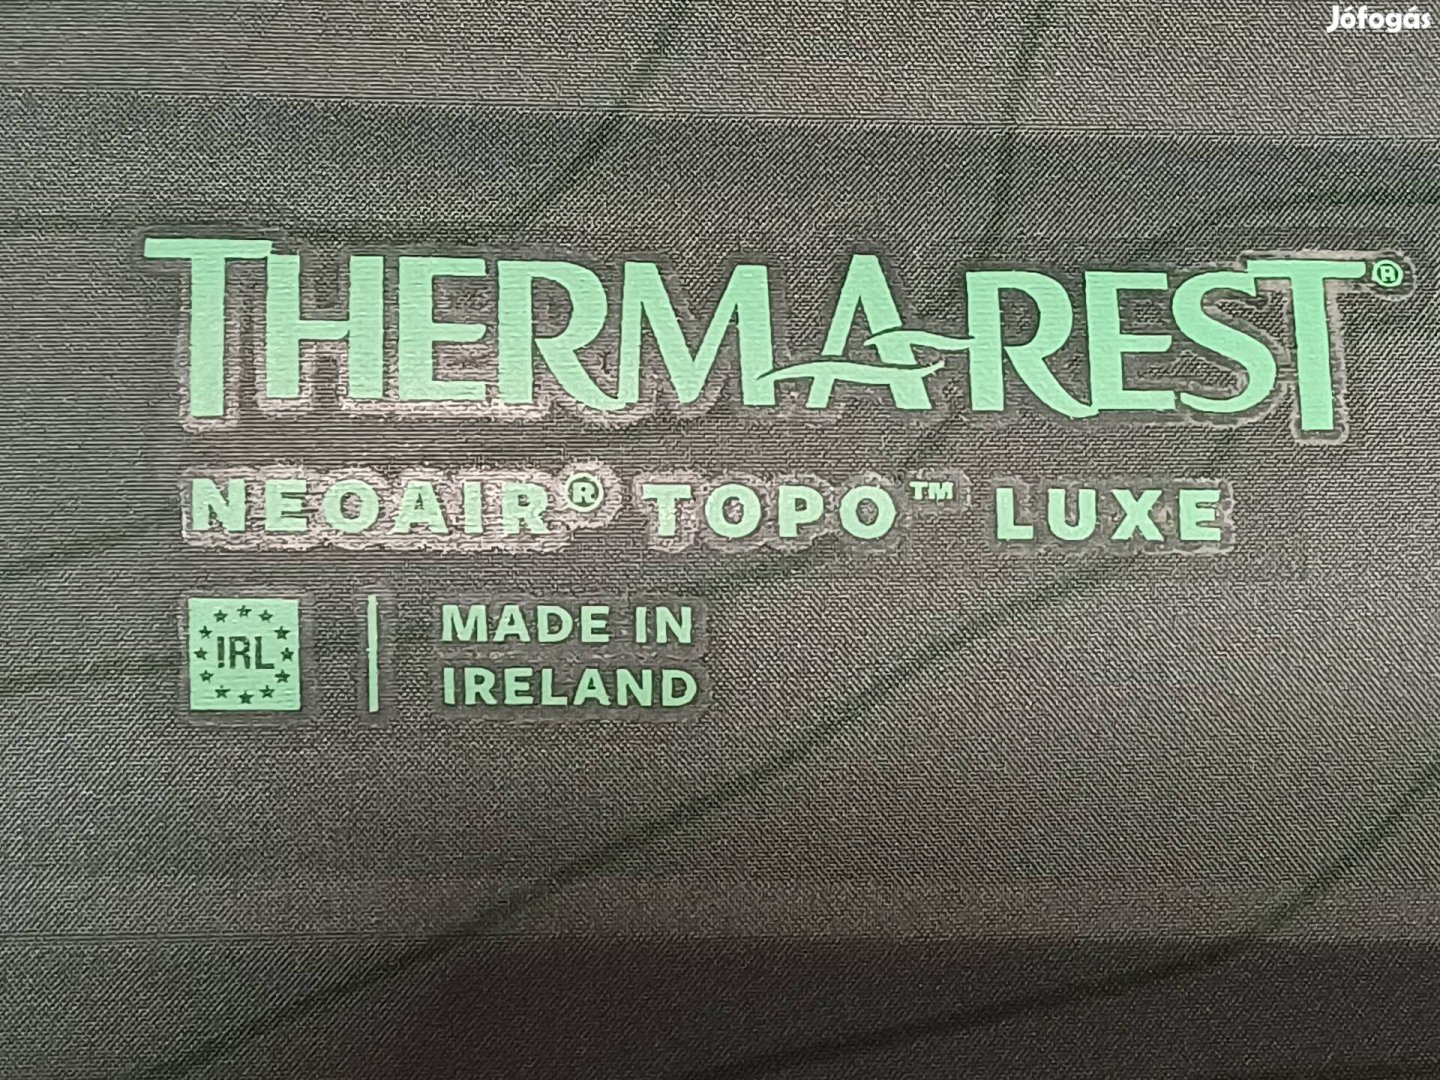 Jófogás
THERMAREST®
NEOAIR® TOPO™ LUXE
IRL
MADE IN
IRELAND